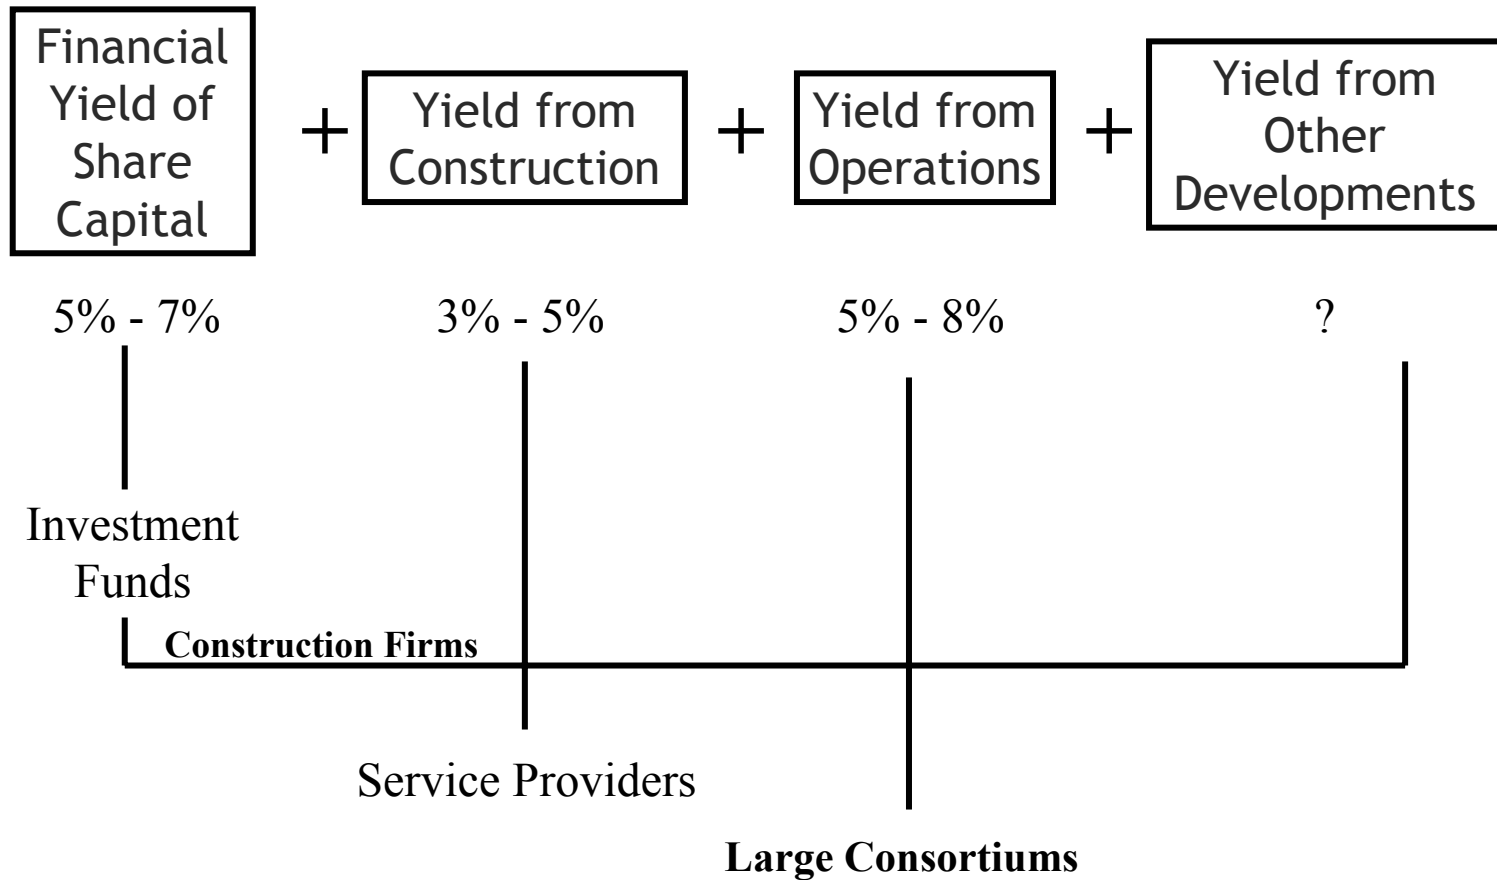 Financial
Yield of
Share
Capital
+
Yield from
Construction
+
Yield from
Operations
+
Yield from
Other
Developments
5% - 7%
3% - 5%
5% - 8%
?
Investment
Funds
Construction Firms
Service Providers
Large Consortiums